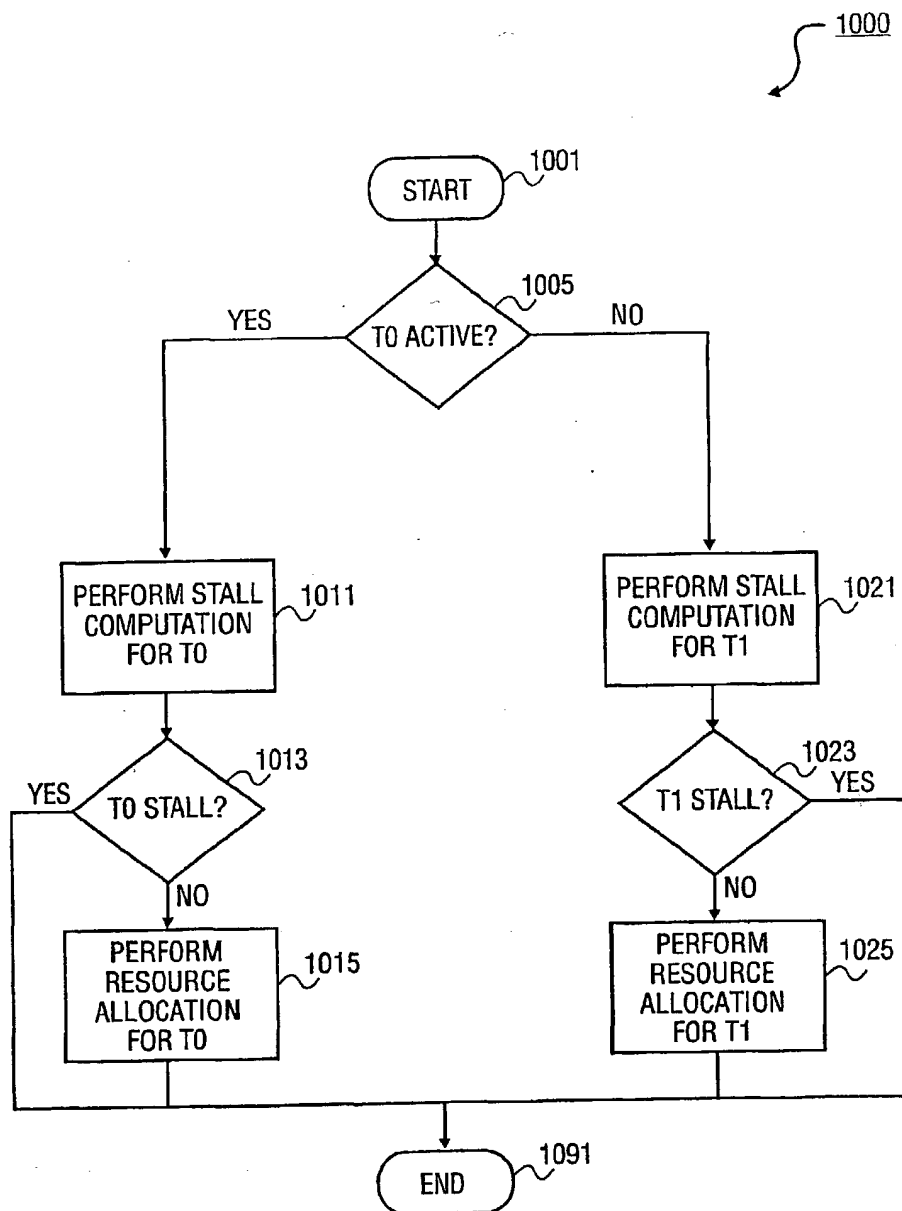 1000
START
1001
T0 ACTIVE?
1005
YES
NO
PERFORM STALL
COMPUTATION
FOR T0
1011
PERFORM STALL
COMPUTATION
FOR T1
1021
T0 STALL?
1013
YES
NO
T1 STALL?
1023
YES
NO
PERFORM
RESOURCE
ALLOCATION
FOR T0
1015
PERFORM
RESOURCE
ALLOCATION
FOR T1
1025
END
1091